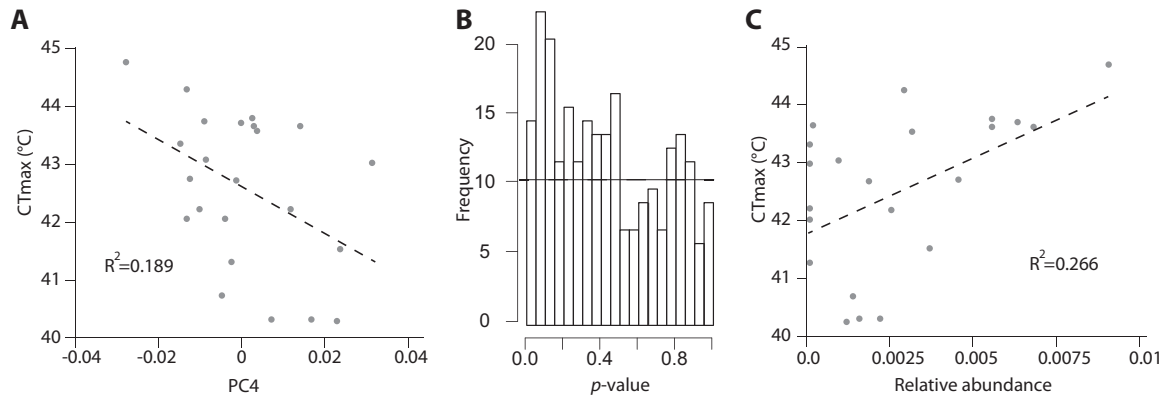 A
45
44
43
42
41
40
CTmax (°C)
R²=0.189
-0.04
-0.02
0
0.02
0.04
PC4
B
20
15
10
5
0
Frequency
0.0
0.4
0.8
p-value
C
45
44
43
42
41
40
CTmax (°C)
R²=0.266
0.0
0.0025
0.005
0.0075
0.01
Relative abundance